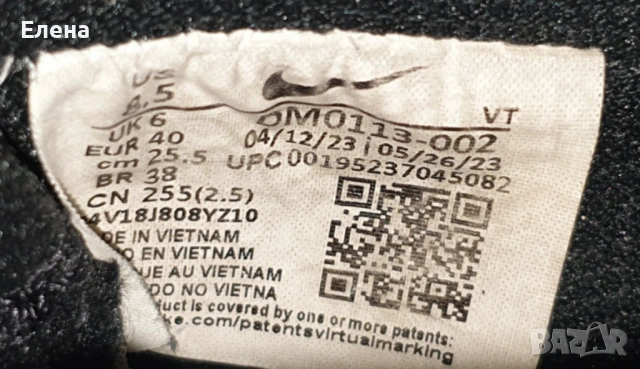 Елена
US 8.5
UK 6
EUR 40
cm 25.5
BR 38
CN 255(2.5)
4V18J808YZ10
VT
DM0113-002
04/12/23 | 05/26/23
UPC 00195237045082
DE IN VIETNAM
O EN VIETNAM
QUE AU VIETNAM
DO NO VIETNA
duct is covered by one or more patents.
ke.com/patentsvirtualmarking
BAZAR